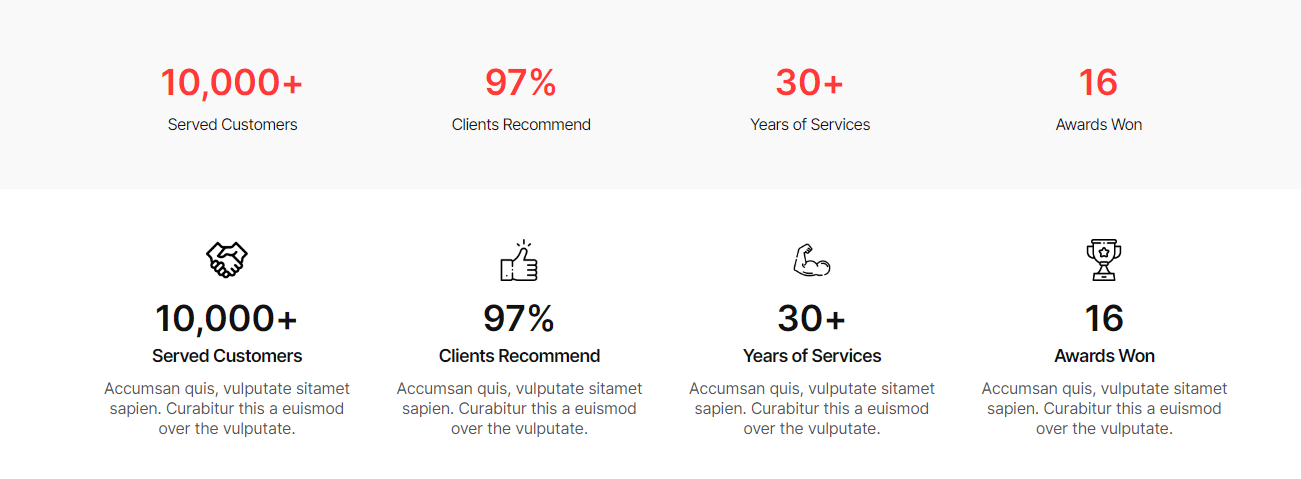 10,000+
97%
30+
16
Served Customers
Clients Recommend
Years of Services
Awards Won
10,000+
Served Customers
Accumsan quis, vulputate sitamet
sapien. Curabitur this a euismod
over the vulputate.
97%
Clients Recommend
Accumsan quis, vulputate sitamet
sapien. Curabitur this a euismod
over the vulputate.
30+
Years of Services
Accumsan quis, vulputate sitamet
sapien. Curabitur this a euismod
over the vulputate.
16
Awards Won
Accumsan quis, vulputate sitamet
sapien. Curabitur this a euismod
over the vulputate.